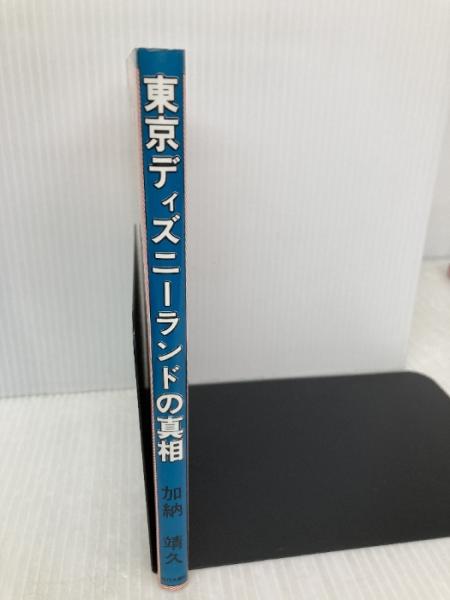 東京ディズニーランドの真相
加納 靖久